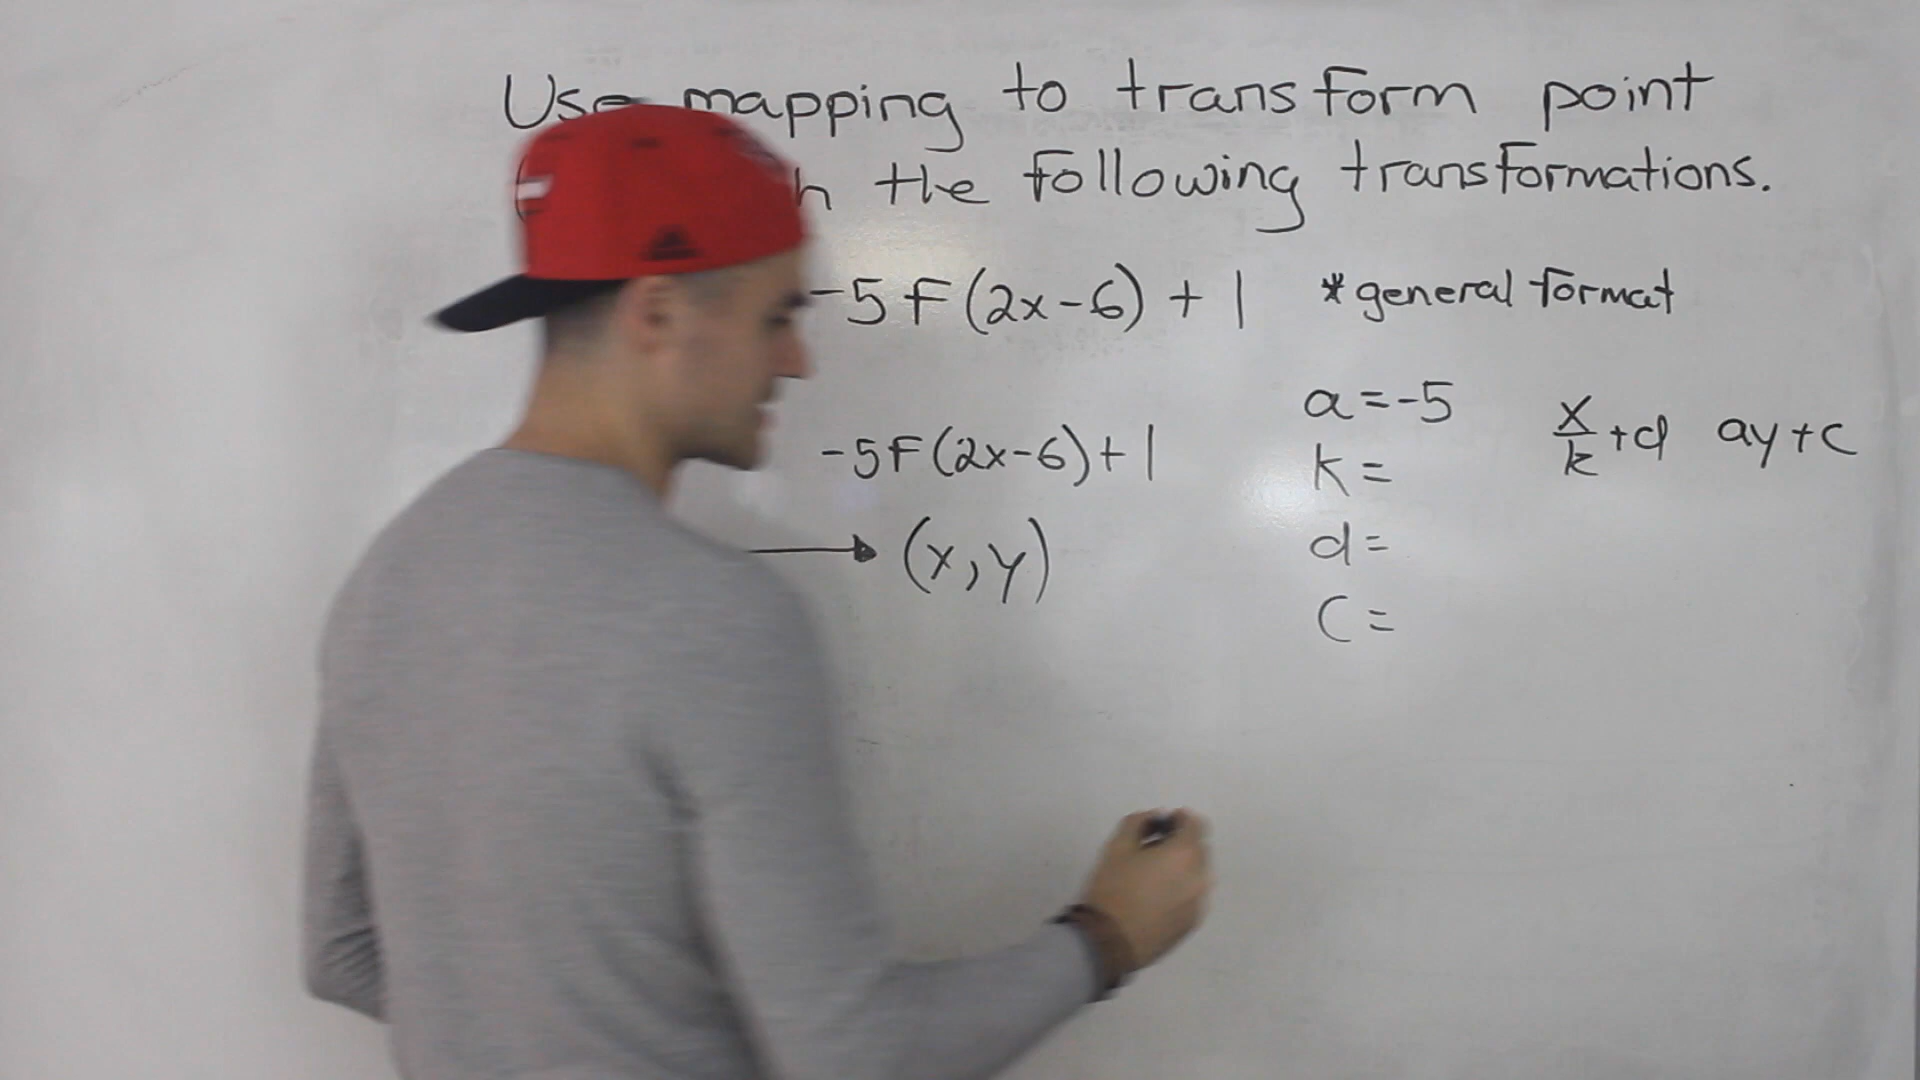 Use mapping to transform point
the following transformations.
-5f(2x-6)+1 *general format
-5f(2x-6)+1
→(x,y)
a=-5
k=
d=
c=
x/k+d ay+c